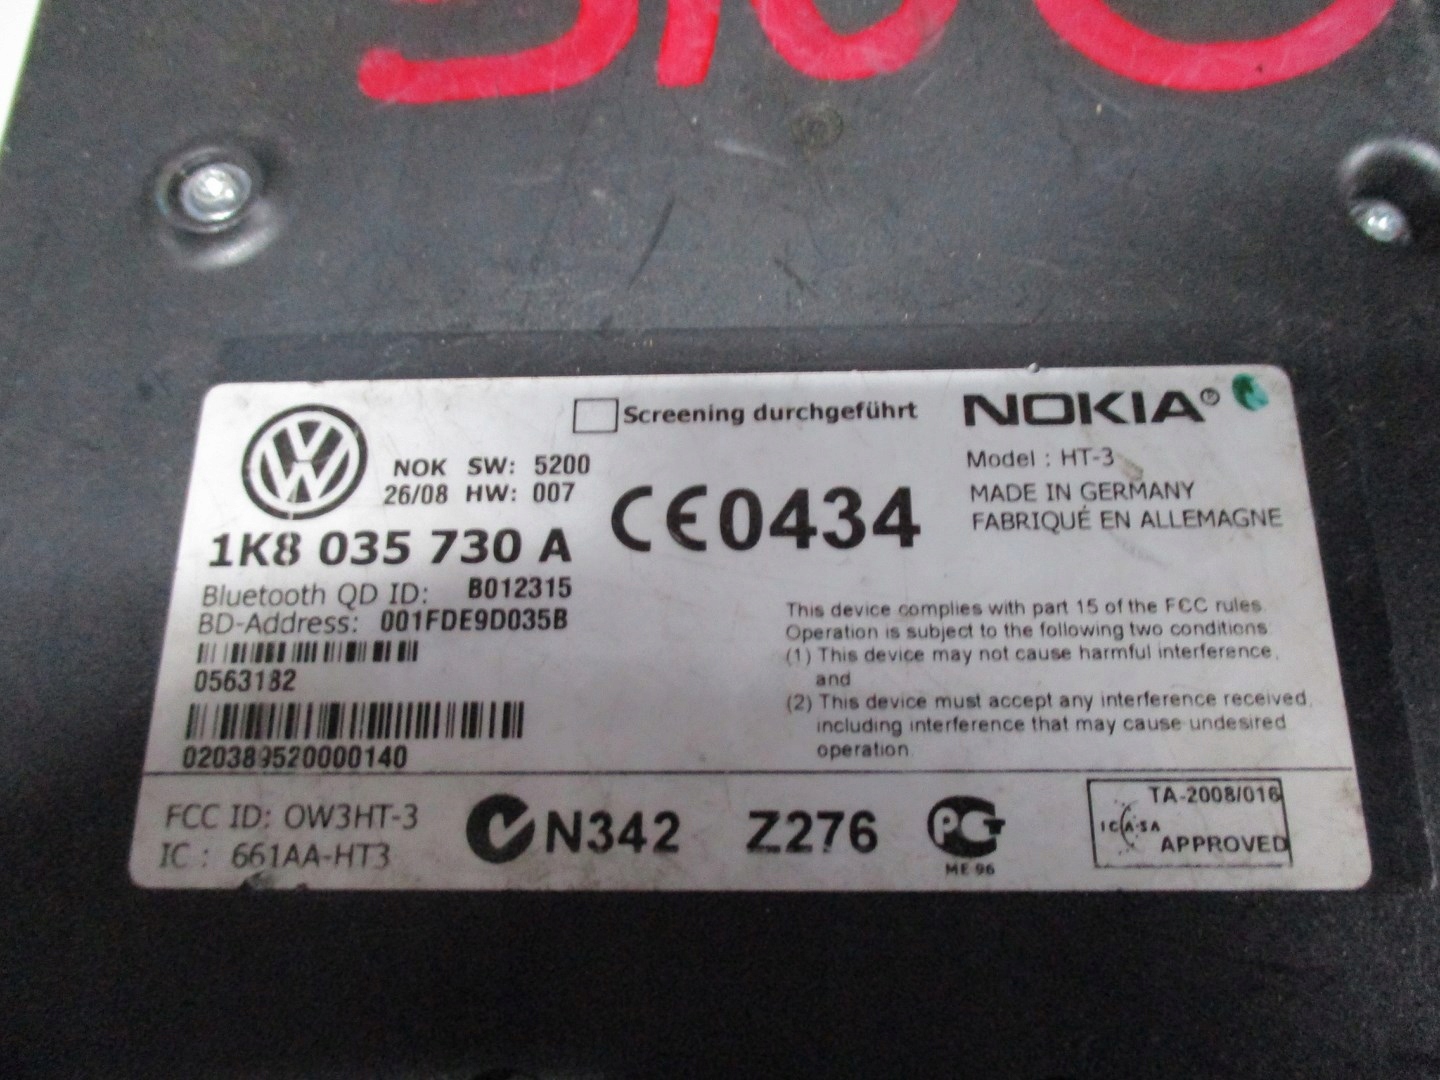 Screening durchgeführt
NOKIA®
NOK SW: 5200
26/08 HW: 007
1K8 035 730 A
CE0434
Model : HT-3
MADE IN GERMANY
FABRIQUÉ EN ALLEMAGNE
Bluetooth QD ID: B012315
BD-Address: 001FDE9D035B
0563182
020389520000140
This device complies with part 15 of the FCC rules.
Operation is subject to the following two conditions
(1) This device may not cause harmful interference,
and
(2) This device must accept any interference received,
including interference that may cause undesired
operation.
FCC ID: OW3HT-3
IC : 661AA-HT3
N342
Z276
PCT
ME 96
TA-2008/016
ICASA
APPROVED